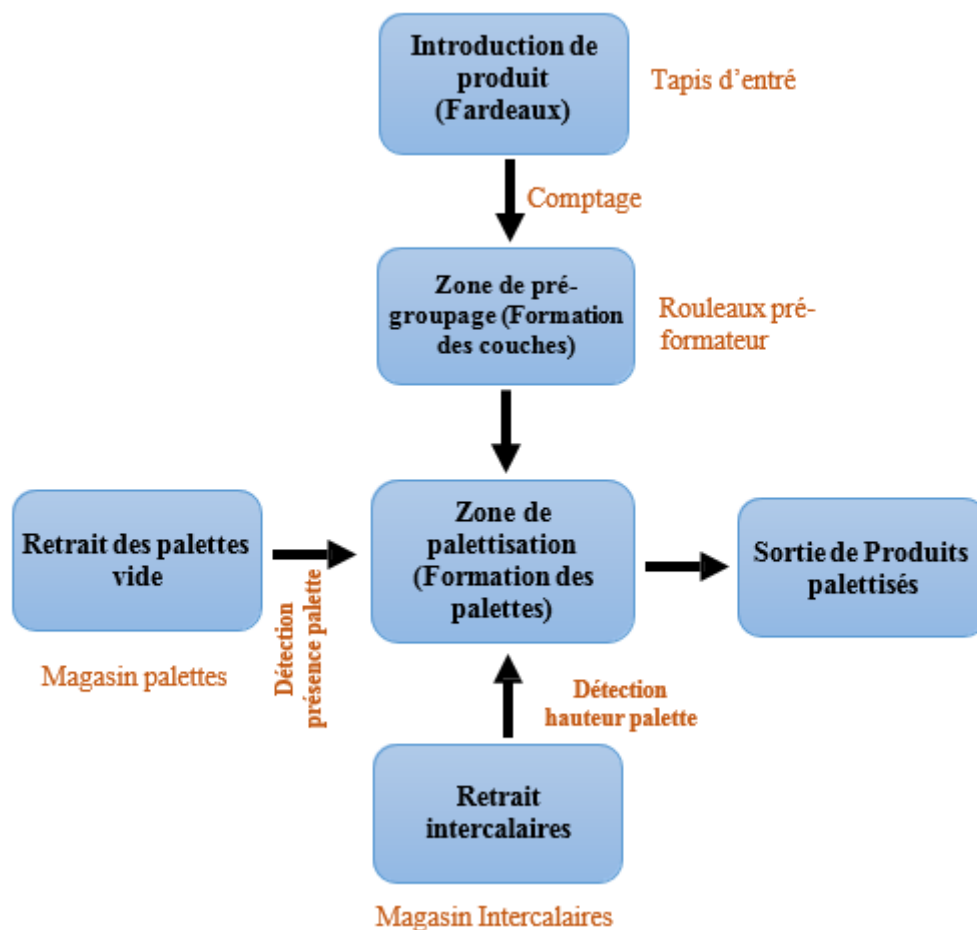 Introduction de
produit
(Fardeaux)
Tapis d'entré
Comptage
Zone de pré-
groupage (Formation
des couches)
Rouleaux pré-
formateur
Retrait des palettes
vide
Magasin palettes
Détection
présence palette
Zone de
palettisation
(Formation des
palettes)
Sortie de Produits
palettisés
Détection
hauteur palette
Retrait
intercalaires
Magasin Intercalaires